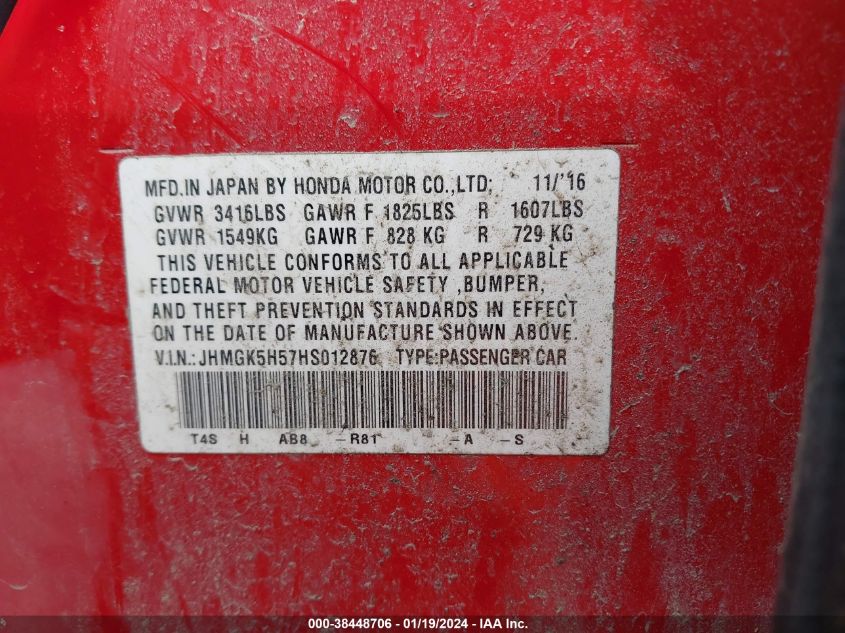 MFD.IN JAPAN BY HONDA MOTOR CO.,LTD; 11/'16
GVWR 3416LBS GAWR F 1825LBS R 1607LBS
GVWR 1549KG GAWR F 828 KG R 729 KG
THIS VEHICLE CONFORMS TO ALL APPLICABLE
FEDERAL MOTOR VEHICLE SAFETY ,BUMPER,
AND THEFT PREVENTION STANDARDS IN EFFECT
ON THE DATE OF MANUFACTURE SHOWN ABOVE.
V.I.N.: JHMGK5H57HS012876 TYPE:PASSENGER CAR
T4S H AB8 -R81 -A -S
000-38448706 - 01/19/2024 - IAA Inc.